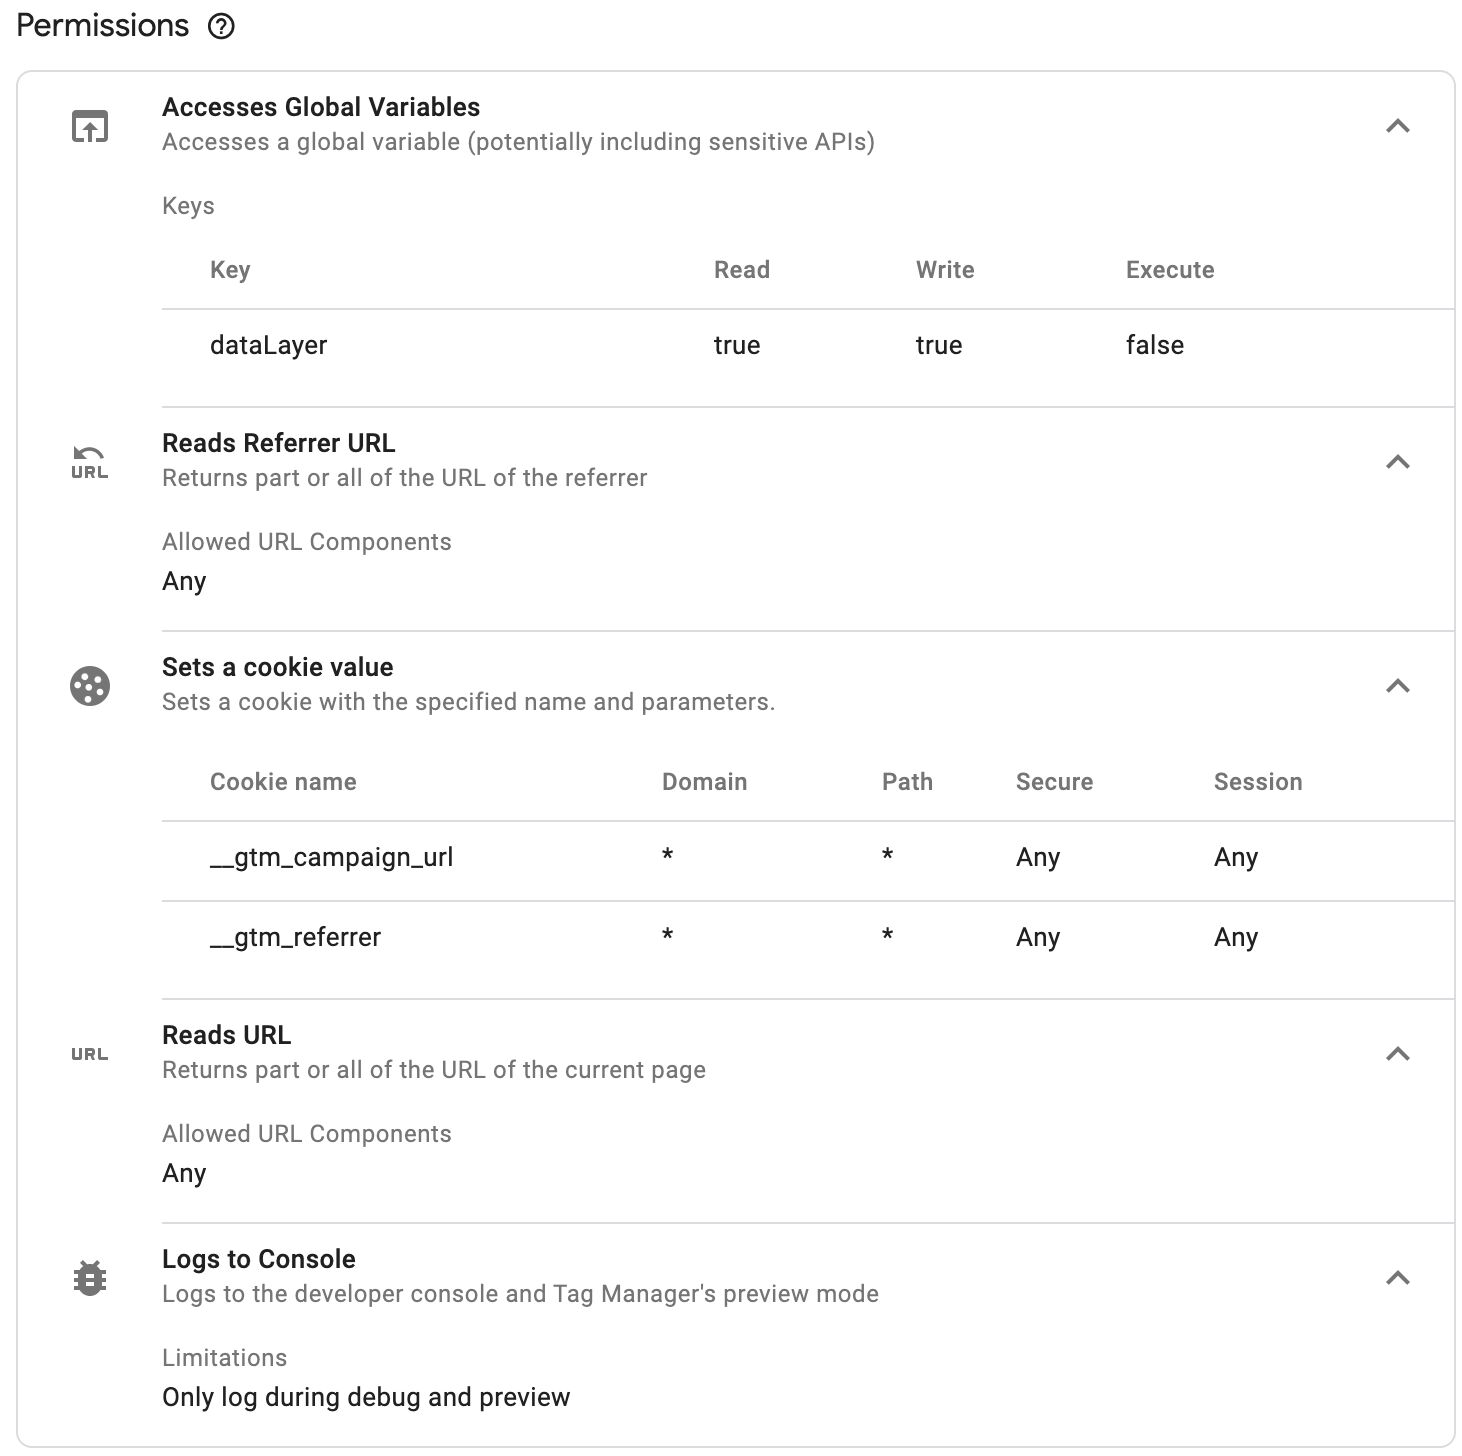 Permissions
Accesses Global Variables
Accesses a global variable (potentially including sensitive APIs)
Keys
Key Read Write Execute
dataLayer true true false
URL
Reads Referrer URL
Returns part or all of the URL of the referrer
Allowed URL Components
Any
Sets a cookie value
Sets a cookie with the specified name and parameters.
Cookie name Domain Path Secure Session
__gtm_campaign_url * * Any Any
__gtm_referrer * * Any Any
URL
Reads URL
Returns part or all of the URL of the current page
Allowed URL Components
Any
Logs to Console
Logs to the developer console and Tag Manager's preview mode
Limitations
Only log during debug and preview